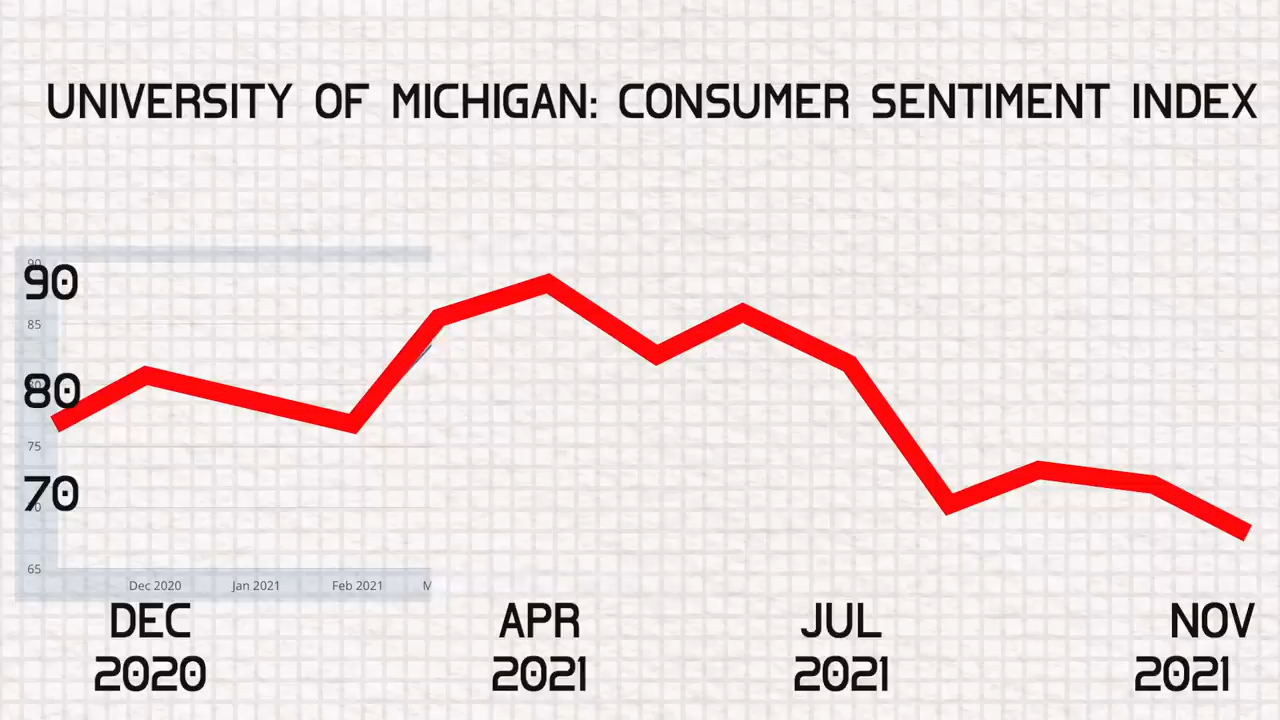 UNIVERSITY OF MICHIGAN: CONSUMER SENTIMENT INDEX
90
90
85
80
75
70
65
Dec 2020 Jan 2021 Feb 2021 M
DEC 2020
APR 2021
JUL 2021
NOV 2021